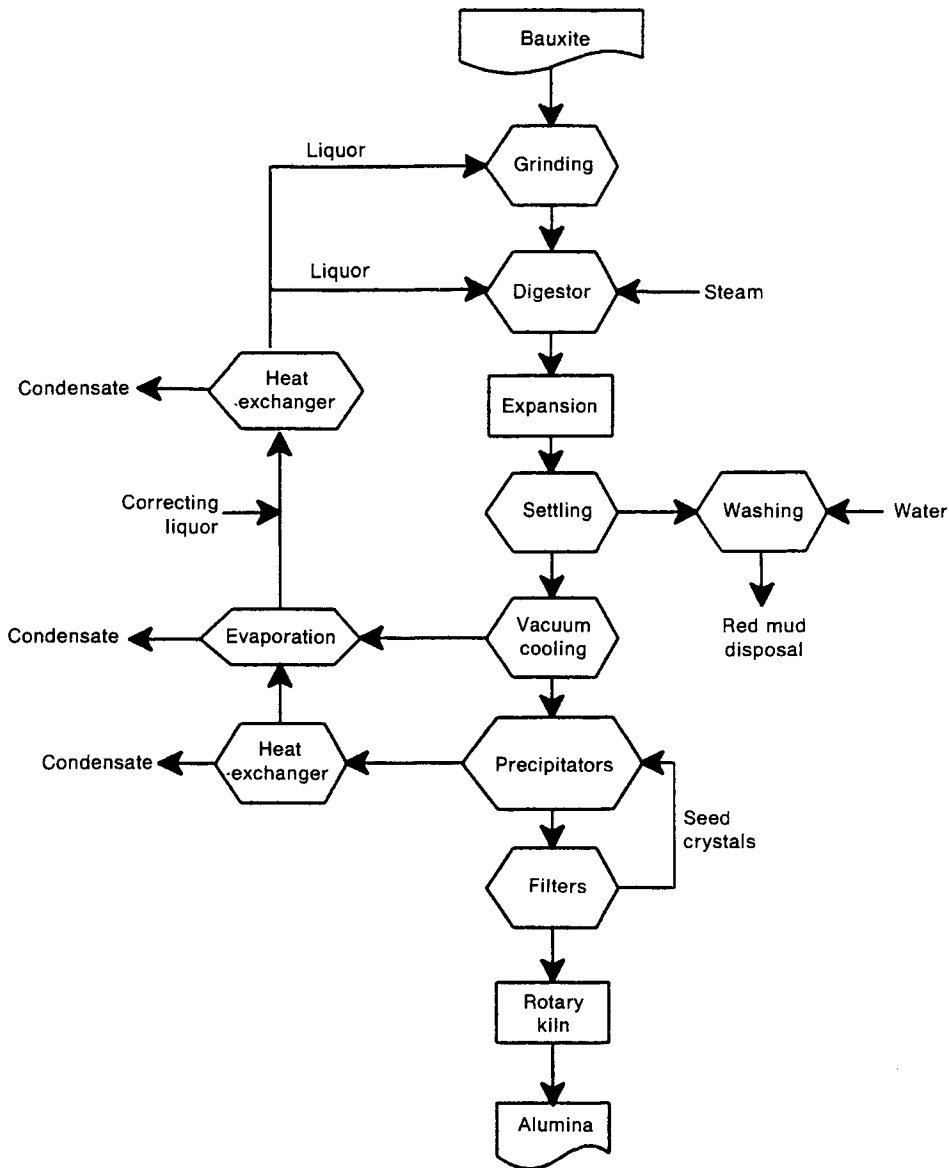 Bauxite
Liquor
Grinding
Liquor
Digestor
Steam
Condensate
Heat
exchanger
Expansion
Correcting
liquor
Settling
Washing
Water
Condensate
Evaporation
Vacuum
cooling
Red mud
disposal
Condensate
Heat
exchanger
Precipitators
Seed
crystals
Filters
Rotary
kiln
Alumina